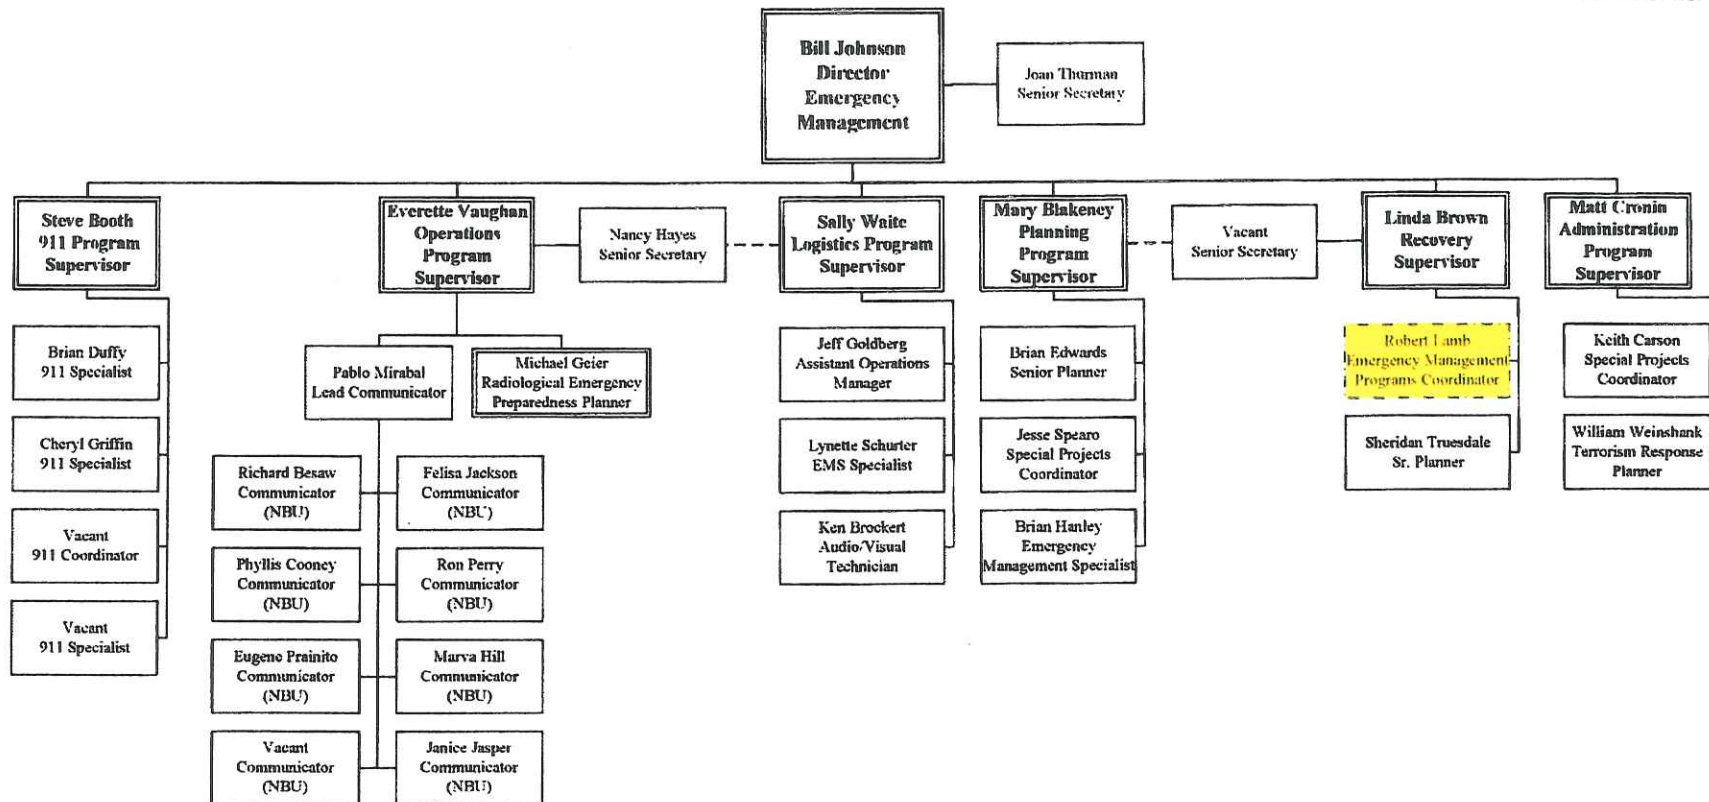 Bill Johnson
Director
Emergency
Management
Joan Thurman
Senior Secretary
Steve Booth
911 Program
Supervisor
Everette Vaughan
Operations
Program
Supervisor
Nancy Hayes
Senior Secretary
Sally Waite
Logistics Program
Supervisor
Mary Blakeney
Planning
Program
Supervisor
Vacant
Senior Secretary
Linda Brown
Recovery
Supervisor
Matt Cronin
Administration
Program
Supervisor
Brian Duffy
911 Specialist
Cheryl Griffin
911 Specialist
Vacant
911 Coordinator
Vacant
911 Specialist
Pablo Mirabal
Lead Communicator
Michael Geier
Radiological Emergency
Preparedness Planner
Richard Besaw
Communicator
(NBU)
Felisa Jackson
Communicator
(NBU)
Phyllis Cooney
Communicator
(NBU)
Ron Perry
Communicator
(NBU)
Eugene Prainito
Communicator
(NBU)
Marva Hill
Communicator
(NBU)
Vacant
Communicator
(NBU)
Janice Jasper
Communicator
(NBU)
Jeff Goldberg
Assistant Operations
Manager
Lynette Schurter
EMS Specialist
Ken Brockert
Audio/Visual
Technician
Brian Edwards
Senior Planner
Jesse Spearo
Special Projects
Coordinator
Brian Hanley
Emergency
Management Specialist
Robert Lamb
Emergency Management
Programs Coordinator
Sheridan Truesdale
Sr. Planner
Keith Carson
Special Projects
Coordinator
William Weinshank
Terrorism Response
Planner